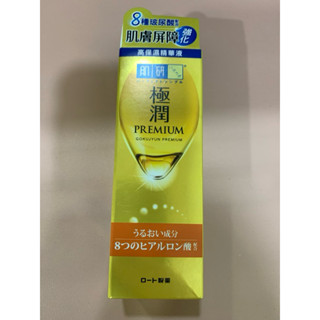 8種玻尿酸
肌膚屏障
強化
高保濕精華液
肌研
極潤
PREMIUM
GOKUJYUN PREMIUM
うるおい成分
8つのヒアルロン酸
ロート製薬